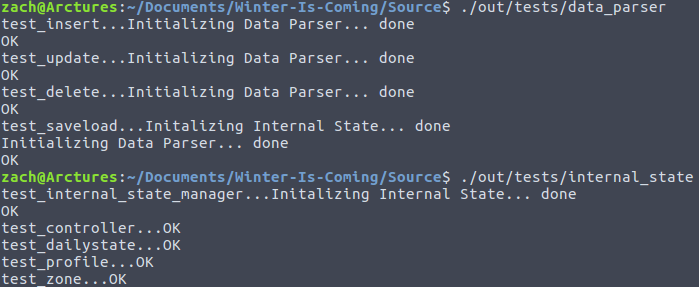 zach@Arctures:~/Documents/Winter-Is-Coming/Source$ ./out/tests/data_parser
test_insert...Initializing Data Parser... done
OK
test_update...Initializing Data Parser... done
OK
test_delete...Initializing Data Parser... done
OK
test_saveload...Initalizing Internal State... done
Initializing Data Parser... done
OK
zach@Arctures:~/Documents/Winter-Is-Coming/Source$ ./out/tests/internal_state
test_internal_state_manager...Initalizing Internal State... done
OK
test_controller...OK
test_dailystate...OK
test_profile...OK
test_zone...OK